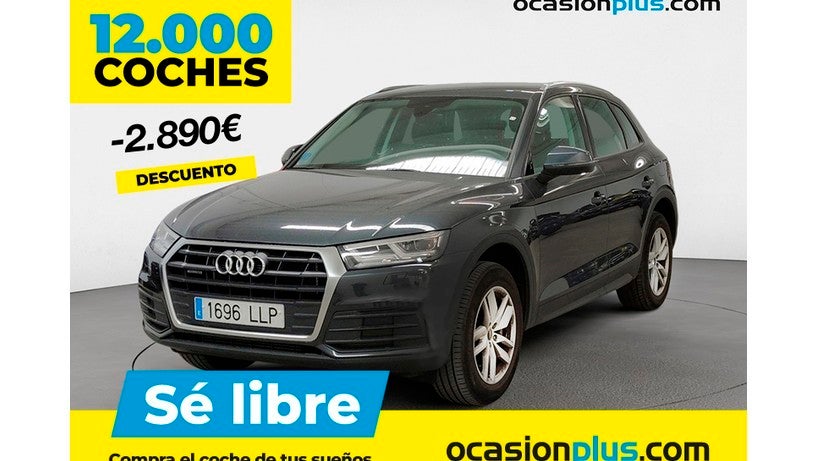 ocasionplus.com
12.000
COCHES
-2.890€
DESCUENTO
1696 LLP
Sé libre
Compra el coche de tus sueños
ocasionplus.com